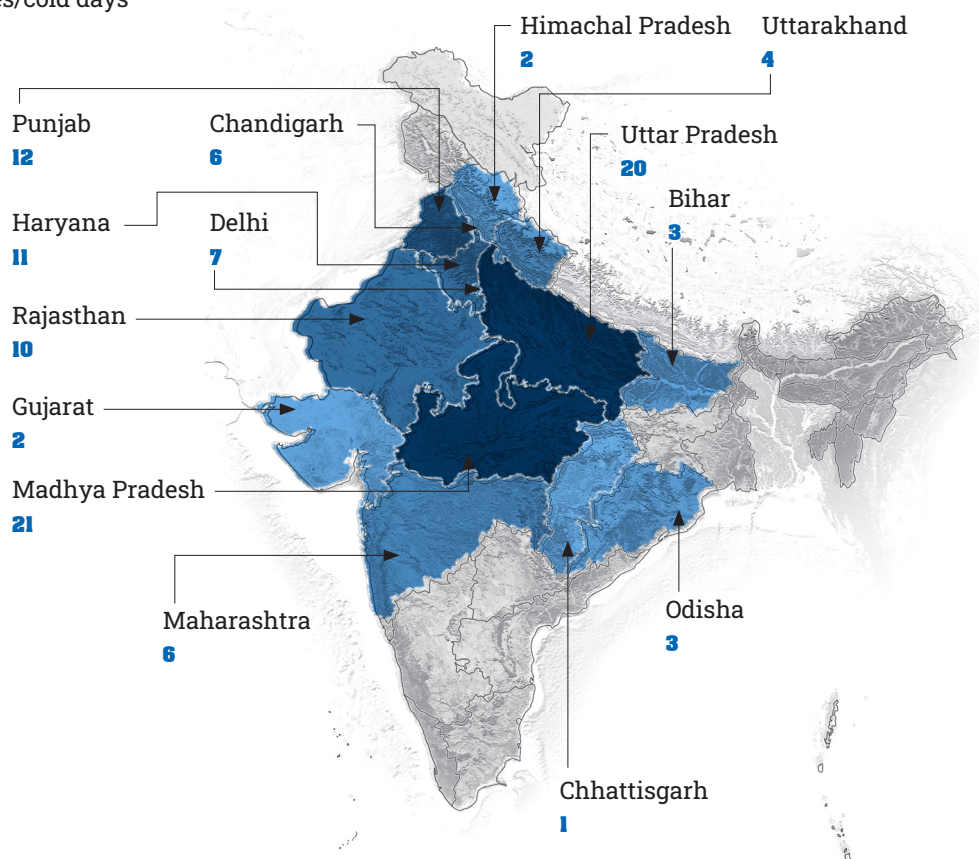 es/cold days
Himachal Pradesh
2
Uttarakhand
4
Punjab
12
Chandigarh
6
Uttar Pradesh
20
Bihar
3
Haryana
11
Delhi
7
Rajasthan
10
Gujarat
2
Madhya Pradesh
21
Maharashtra
6
Odisha
3
Chhattisgarh
1